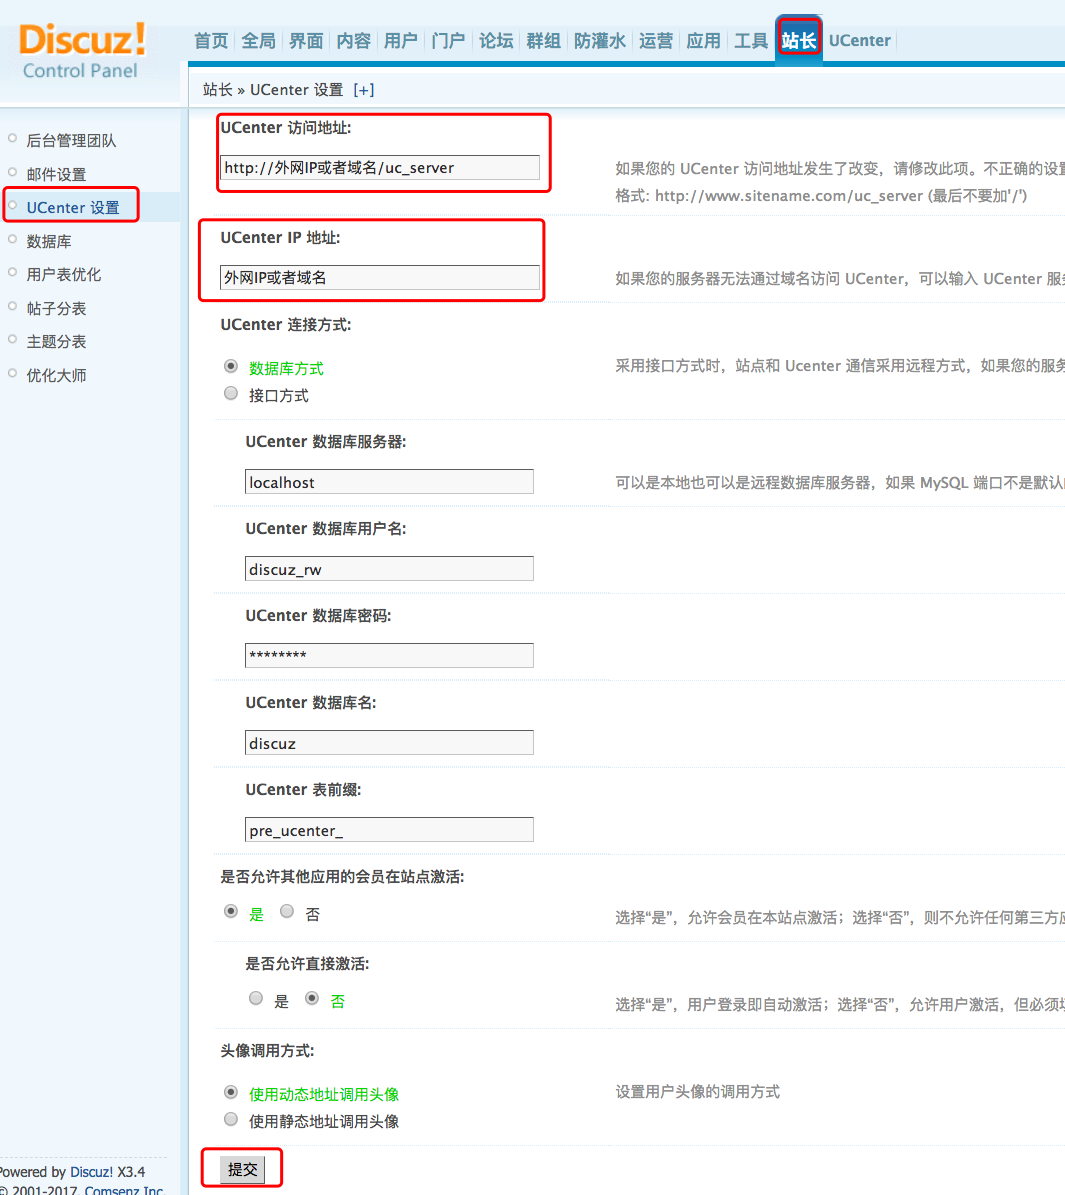 Discuz!
Control Panel
首页 全局 界面 内容 用户 门户 论坛 群组 防灌水 运营 应用 工具 站长 UCenter
站长 » UCenter 设置 [+]
后台管理团队
邮件设置
UCenter 设置
数据库
用户表优化
帖子分表
主题分表
优化大师
UCenter 访问地址:
http://外网IP或者域名/uc_server
如果您的 UCenter 访问地址发生了改变，请修改此项。不正确的设置
格式: http://www.sitename.com/uc_server (最后不要加'/')
UCenter IP 地址:
外网IP或者域名
如果您的服务器无法通过域名访问 UCenter，可以输入 UCenter 服务
UCenter 连接方式:
数据库方式
接口方式
采用接口方式时，站点和 Ucenter 通信采用远程方式，如果您的服务
UCenter 数据库服务器:
localhost
可以是本地也可以是远程数据库服务器，如果 MySQL 端口不是默认的
UCenter 数据库用户名:
discuz_rw
UCenter 数据库密码:
********
UCenter 数据库名:
discuz
UCenter 表前缀:
pre_ucenter_
是否允许其他应用的会员在站点激活:
是 否
选择“是”，允许会员在本站点激活；选择“否”，则不允许任何第三方应
是否允许直接激活:
是 否
选择“是”，用户登录即自动激活；选择“否”，允许用户激活，但必须填
头像调用方式:
使用动态地址调用头像
使用静态地址调用头像
设置用户头像的调用方式
提交
Powered by Discuz! X3.4
© 2001-2017, Comsenz Inc.